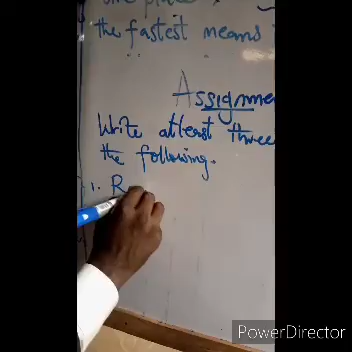 the fastest means
Assignme
Write atleast three
the following.
1. R
PowerDirector